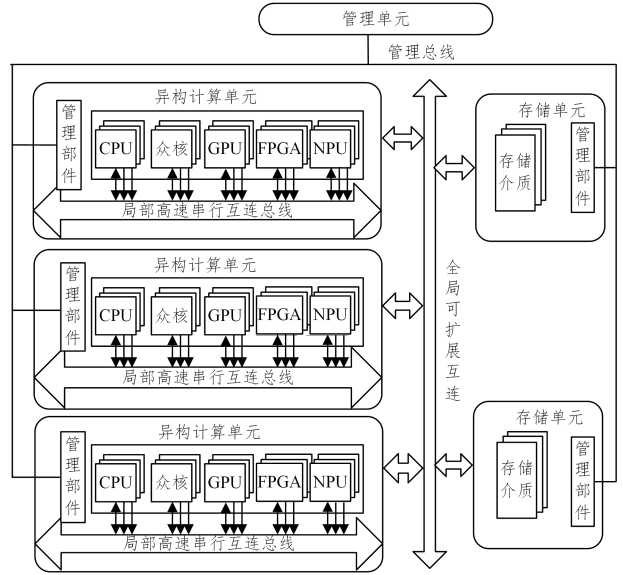 管理单元
管理总线
异构计算单元
管理部件
CPU 众核 GPU FPGA NPU
局部高速串行互连总线
存储单元
存储介质
管理部件
异构计算单元
管理部件
CPU 众核 GPU FPGA NPU
局部高速串行互连总线
全局可扩展互连
异构计算单元
管理部件
CPU 众核 GPU FPGA NPU
局部高速串行互连总线
存储单元
存储介质
管理部件